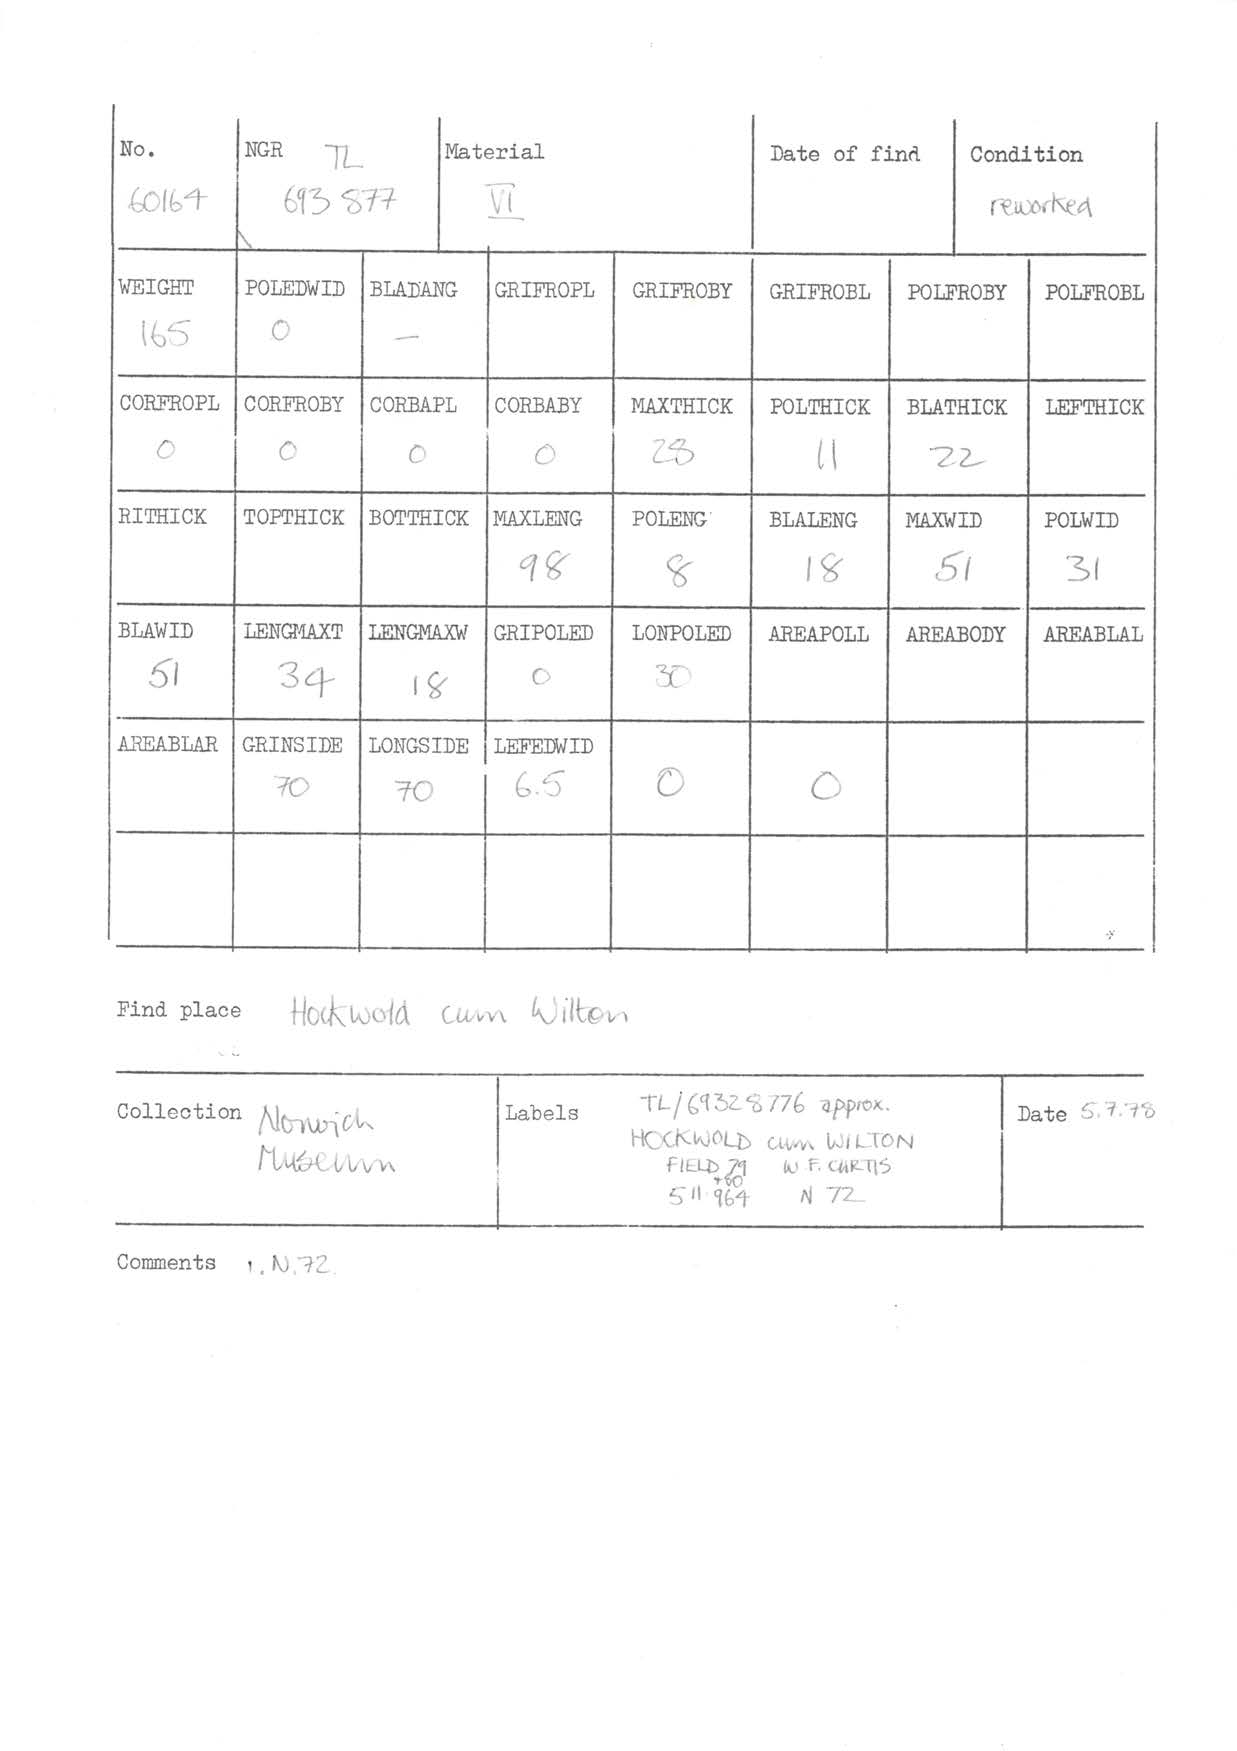 No. NGR TL Material Date of find Condition
60164 693 877 VI reworked
WEIGHT POLEDWID BLADANG GRIFROPL GRIFROBY GRIFROBL POLFROBY POLFROBL
165 0 —
CORFROPL CORFROBY CORBAPL CORBABY MAXTHICK POLTHICK BLATHICK LEFTHICK
0 0 0 0 28 11 22
RITHICK TOPTHICK BOTTHICK MAXLENG POLENG BLALENG MAXWID POLWID
98 8 18 51 31
BLAWID LENGMAXT LENGMAXW GRIPOLED LONPOLED AREAPOLL AREABODY AREABLAL
51 34 18 0 30
AREABLAR GRINSIDE LONGSIDE LEFEDWID
70 70 6.5 0 0
Find place Hockwold cum Wilton
Collection Norwich Museum
Labels TL/69328776 approx.
HOCKWOLD cum WILTON
FIELD 79 W F. CURTIS
+80
511.964 N 72
Date 5.7.78
Comments 1.N.72.